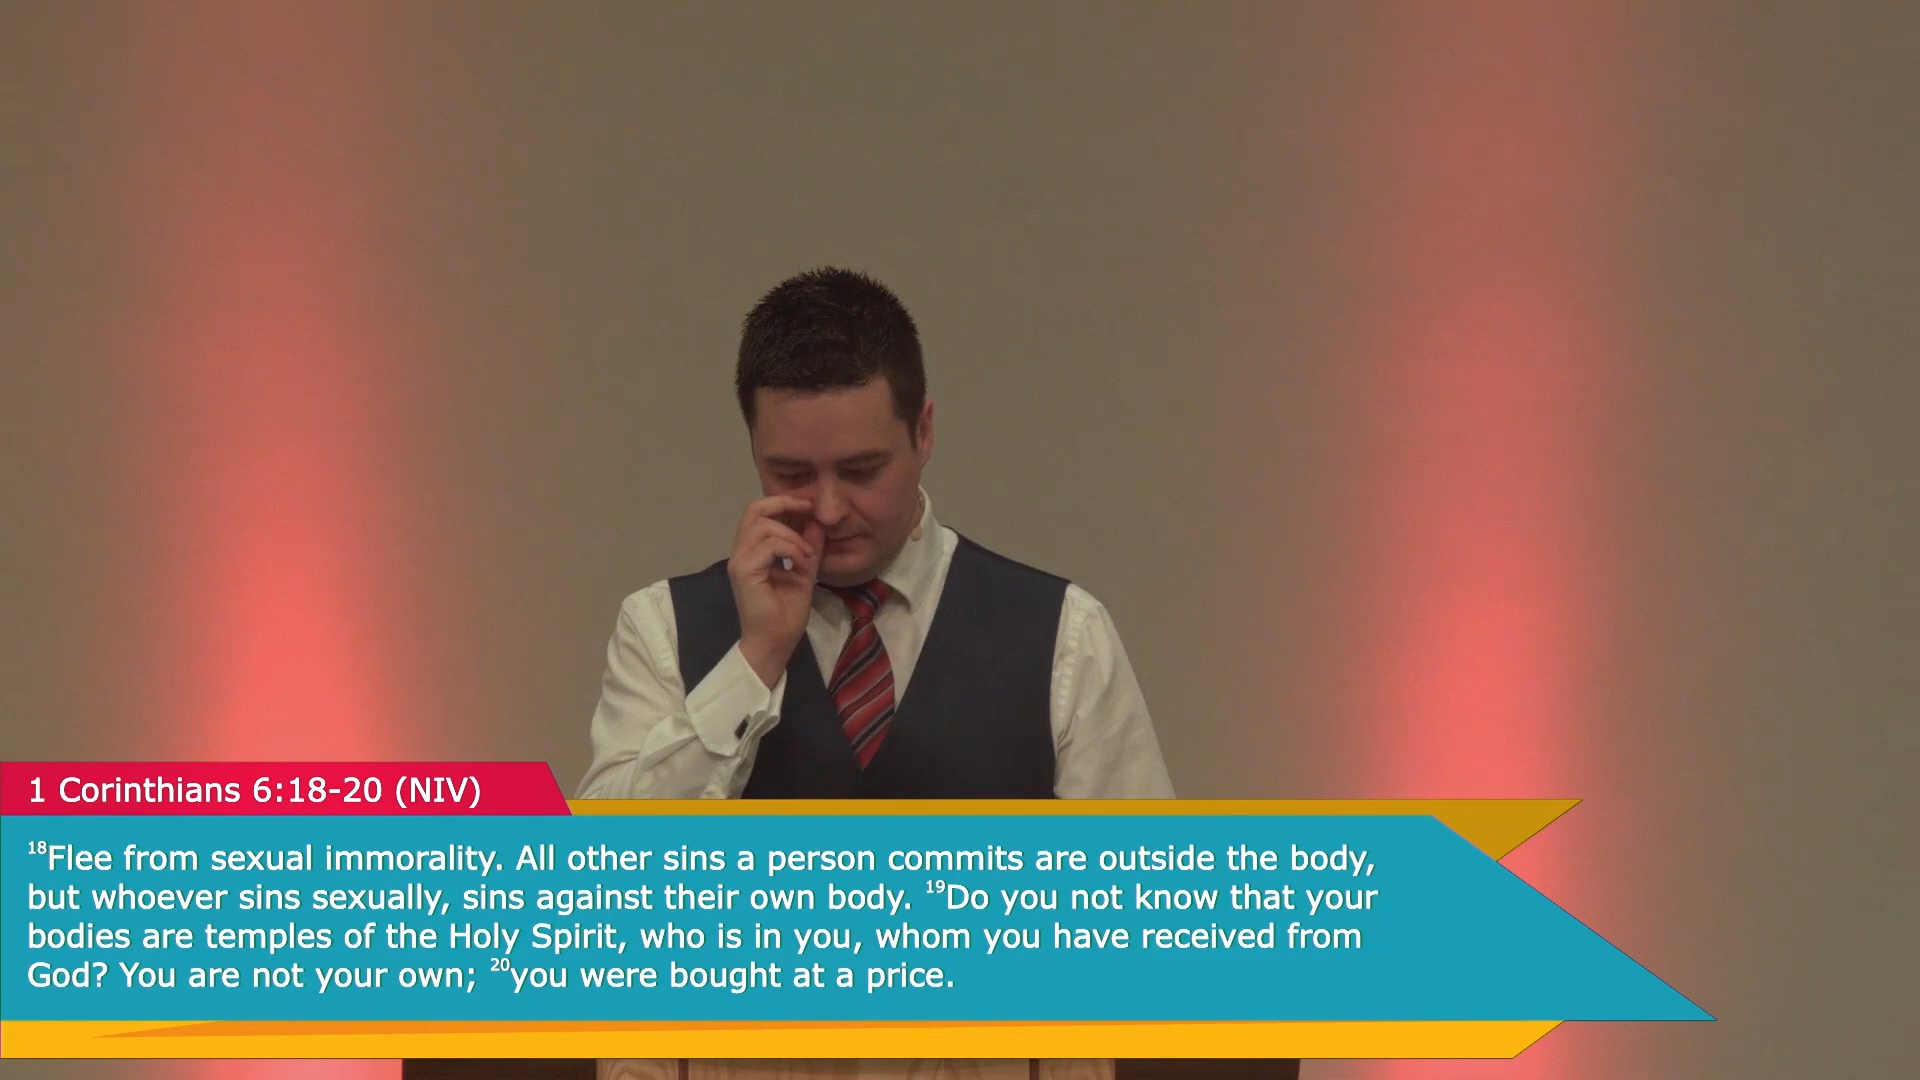 1 Corinthians 6:18-20 (NIV)
¹⁸Flee from sexual immorality. All other sins a person commits are outside the body,
but whoever sins sexually, sins against their own body. ¹⁹Do you not know that your
bodies are temples of the Holy Spirit, who is in you, whom you have received from
God? You are not your own; ²⁰you were bought at a price.